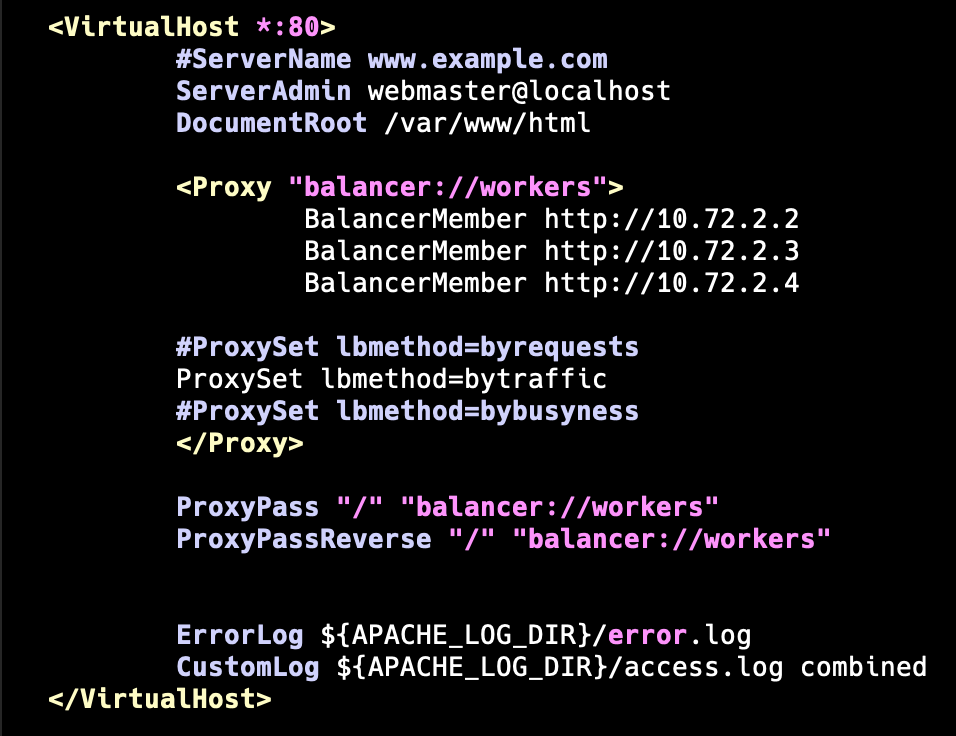 <VirtualHost *:80>
#ServerName www.example.com
ServerAdmin webmaster@localhost
DocumentRoot /var/www/html
<Proxy "balancer://workers">
BalancerMember http://10.72.2.2
BalancerMember http://10.72.2.3
BalancerMember http://10.72.2.4
#ProxySet lbmethod=byrequests
ProxySet lbmethod=bytraffic
#ProxySet lbmethod=bybusyness
</Proxy>
ProxyPass "/" "balancer://workers"
ProxyPassReverse "/" "balancer://workers"
ErrorLog ${APACHE_LOG_DIR}/error.log
CustomLog ${APACHE_LOG_DIR}/access.log combined
</VirtualHost>